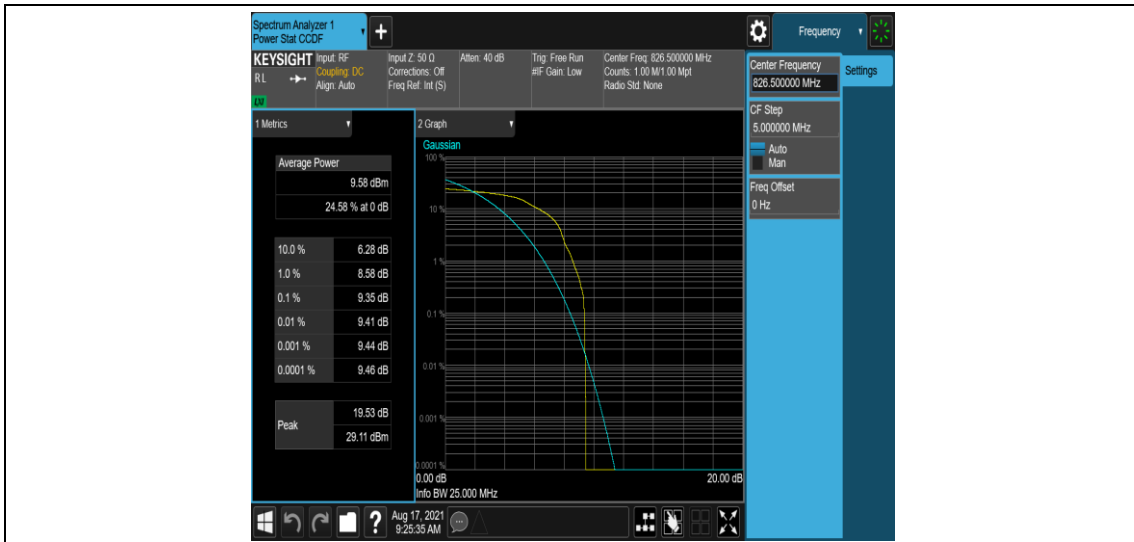 Spectrum Analyzer 1
Power Stat CCDF
+
Frequency
KEYSIGHT
Input: RF
Input Z: 50 Ω
Atten: 40 dB
Trig: Free Run
Center Freq: 826.500000 MHz
RL
Coupling: DC
Corrections: Off
#IF Gain: Low
Counts: 1.00 M/1.00 Mpt
Align: Auto
Freq Ref: Int (S)
Radio Std: None
LM
Center Frequency
826.500000 MHz
Settings
CF Step
5.000000 MHz
Auto
Man
Freq Offset
0 Hz
1 Metrics
Average Power
9.58 dBm
24.58 % at 0 dB
10.0 % 6.28 dB
1.0 % 8.58 dB
0.1 % 9.35 dB
0.01 % 9.41 dB
0.001 % 9.44 dB
0.0001 % 9.46 dB
Peak
19.53 dB
29.11 dBm
2 Graph
Gaussian
100 %
10 %
1 %
0.1 %
0.01 %
0.001 %
0.0001 %
0.00 dB
20.00 dB
Info BW 25.000 MHz
?
Aug 17, 2021
9:25:35 AM